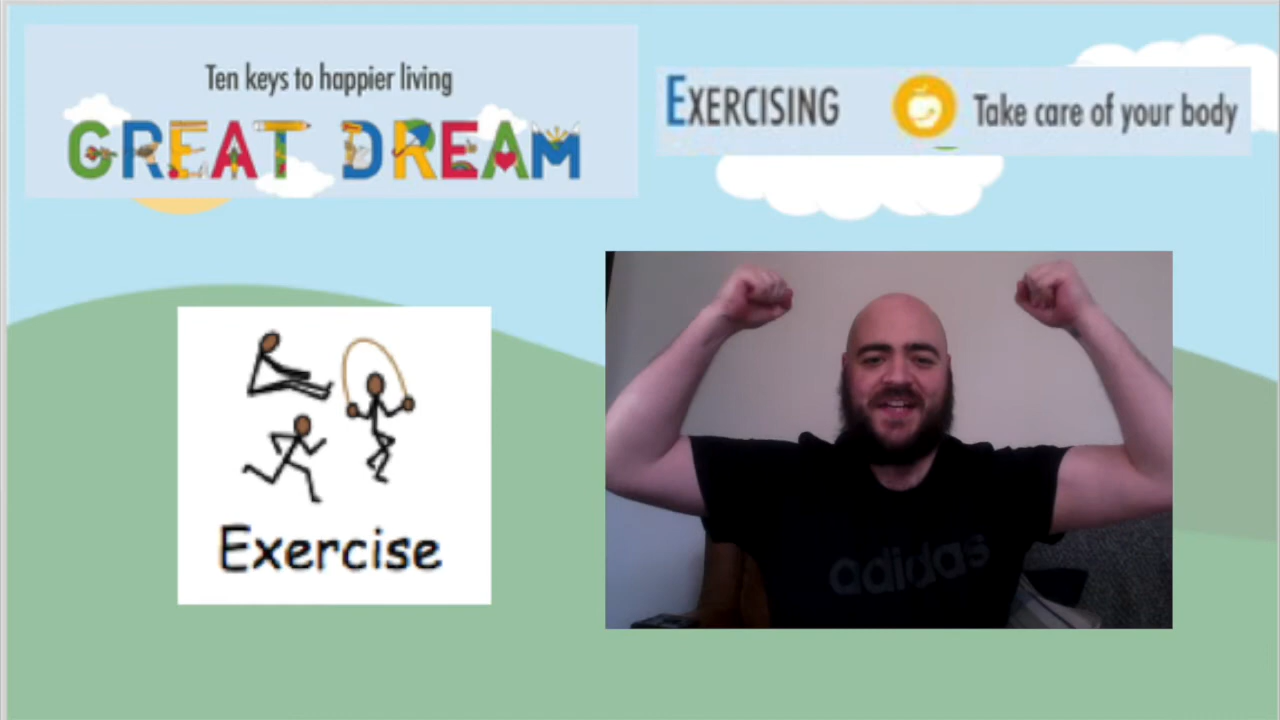 Ten keys to happier living
GREAT DREAM
EXERCISING
Take care of your body
Exercise
adidas